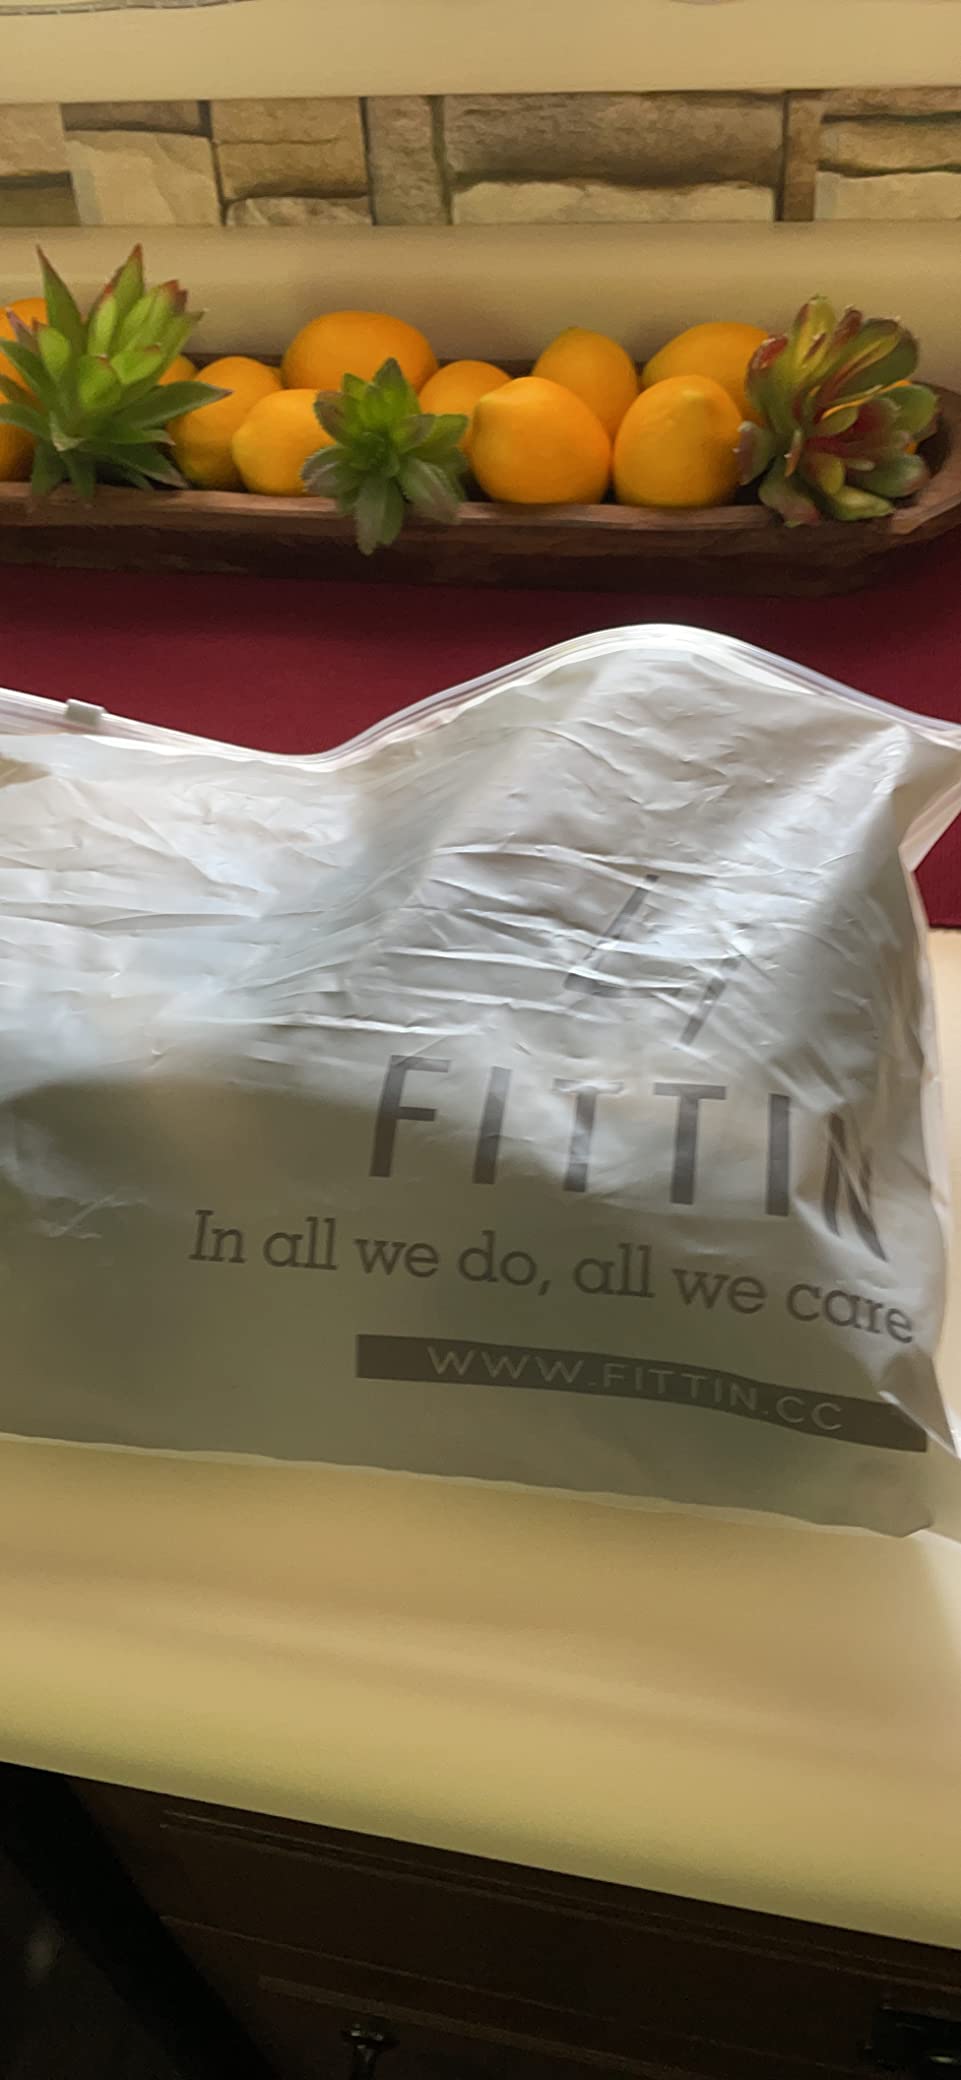 FITTIN
In all we do, all we care
WWW.FITTIN.CC